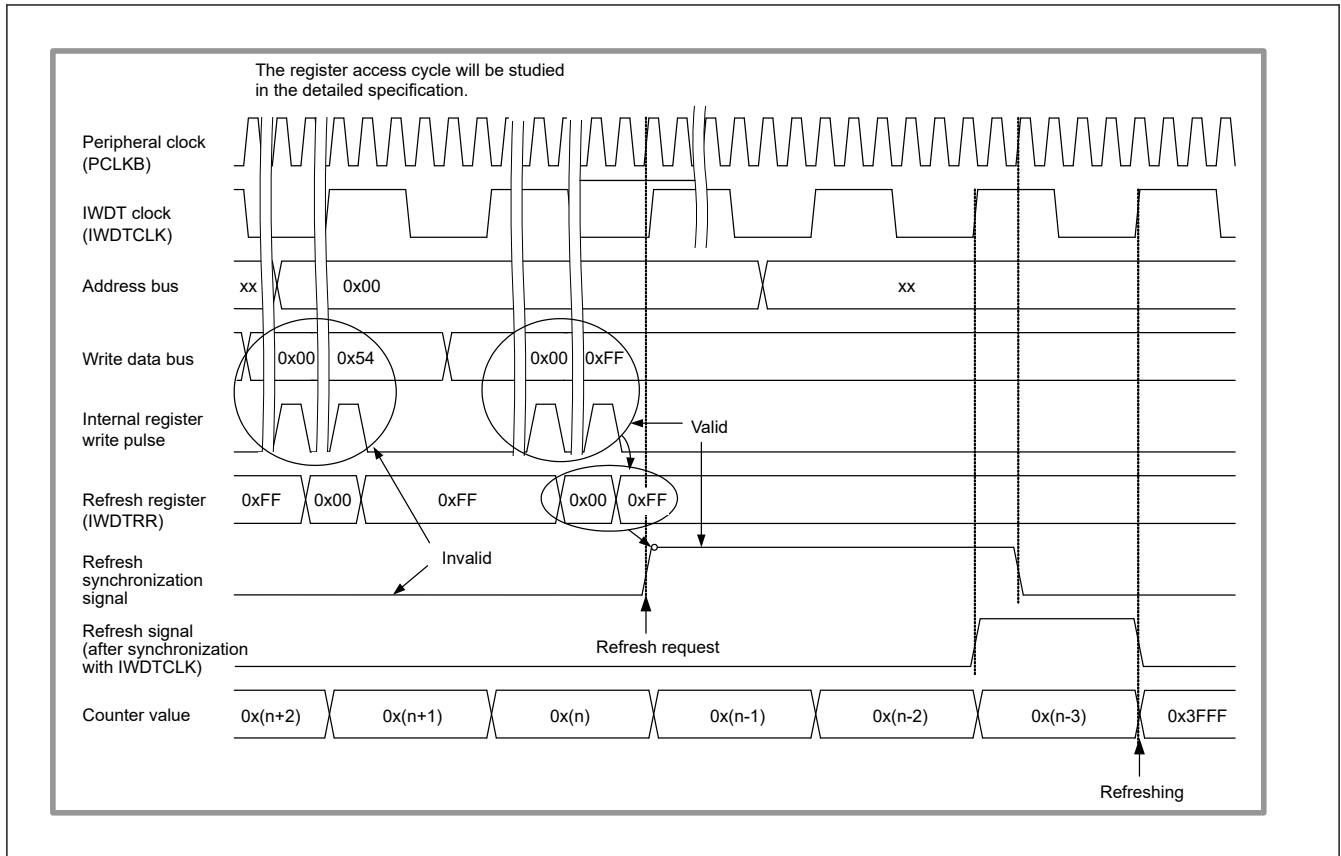 The register access cycle will be studied
in the detailed specification.
Peripheral clock
(PCLKB)
IWDT clock
(IWDTCLK)
Address bus
xx
0x00
xx
Write data bus
0x00
0x54
0x00
0xFF
Internal register
write pulse
Valid
Refresh register
(IWDTRR)
0xFF
0x00
0xFF
0x00
0xFF
Invalid
Refresh
synchronization
signal
Refresh signal
(after synchronization
with IWDTCLK)
Refresh request
Counter value
0x(n+2)
0x(n+1)
0x(n)
0x(n-1)
0x(n-2)
0x(n-3)
0x3FFF
Refreshing